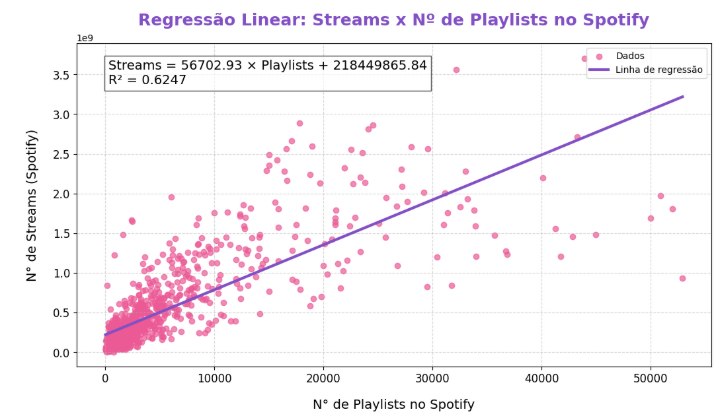 Regressão Linear: Streams x Nº de Playlists no Spotify
1e9
Streams = 56702.93 × Playlists + 218449865.84
R² = 0.6247
Dados
Linha de regressão
3.5
3.0
2.5
2.0
1.5
1.0
0.5
0.0
N° de Streams (Spotify)
0 10000 20000 30000 40000 50000
N° de Playlists no Spotify